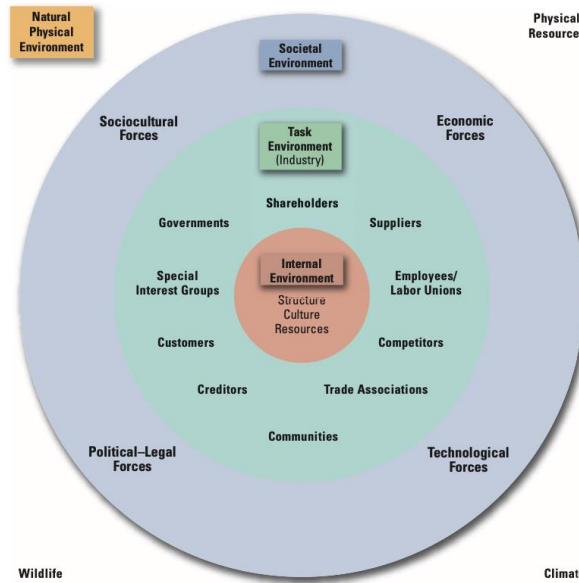 Natural
Physical
Environment
Physical
Resource
Societal
Environment
Sociocultural
Forces
Economic
Forces
Task
Environment
(Industry)
Shareholders
Governments
Suppliers
Internal
Environment
Structure
Culture
Resources
Special
Interest Groups
Employees/
Labor Unions
Customers
Competitors
Creditors
Trade Associations
Communities
Political–Legal
Forces
Technological
Forces
Wildlife
Climat